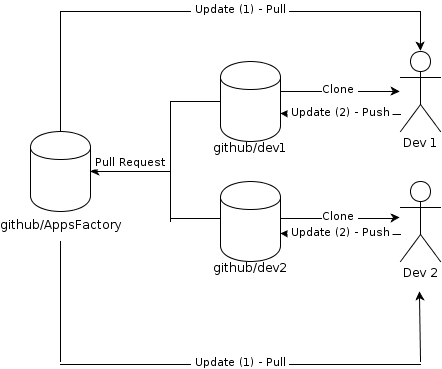 Update (1) - Pull
Clone
Update (2) - Push
github/dev1
Dev 1
Pull Request
github/AppsFactory
Clone
Update (2) - Push
github/dev2
Dev 2
Update (1) - Pull